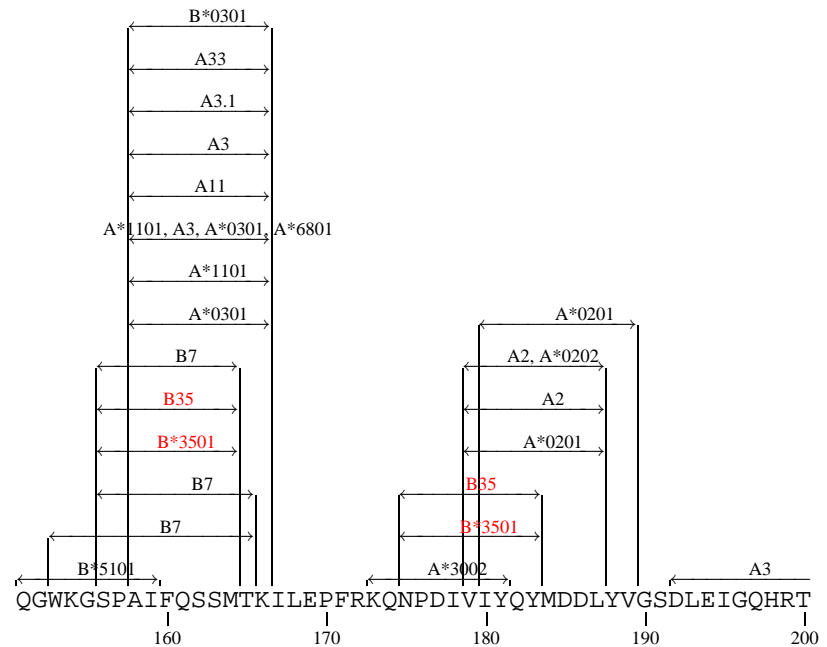 B*0301
A33
A3.1
A3
A11
A*1101, A3, A*0301, A*6801
A*1101
A*0301 A*0201
B7 A2, A*0202
B35 A2
B*3501 A*0201
B7 B35
B7 B*3501
B*5101 A*3002 A3
QGWKGSPAIFQSSMTKILEPFRKQNPDIVIYQYMDDLYVGSDLEIGQHRT
160 170 180 190 200